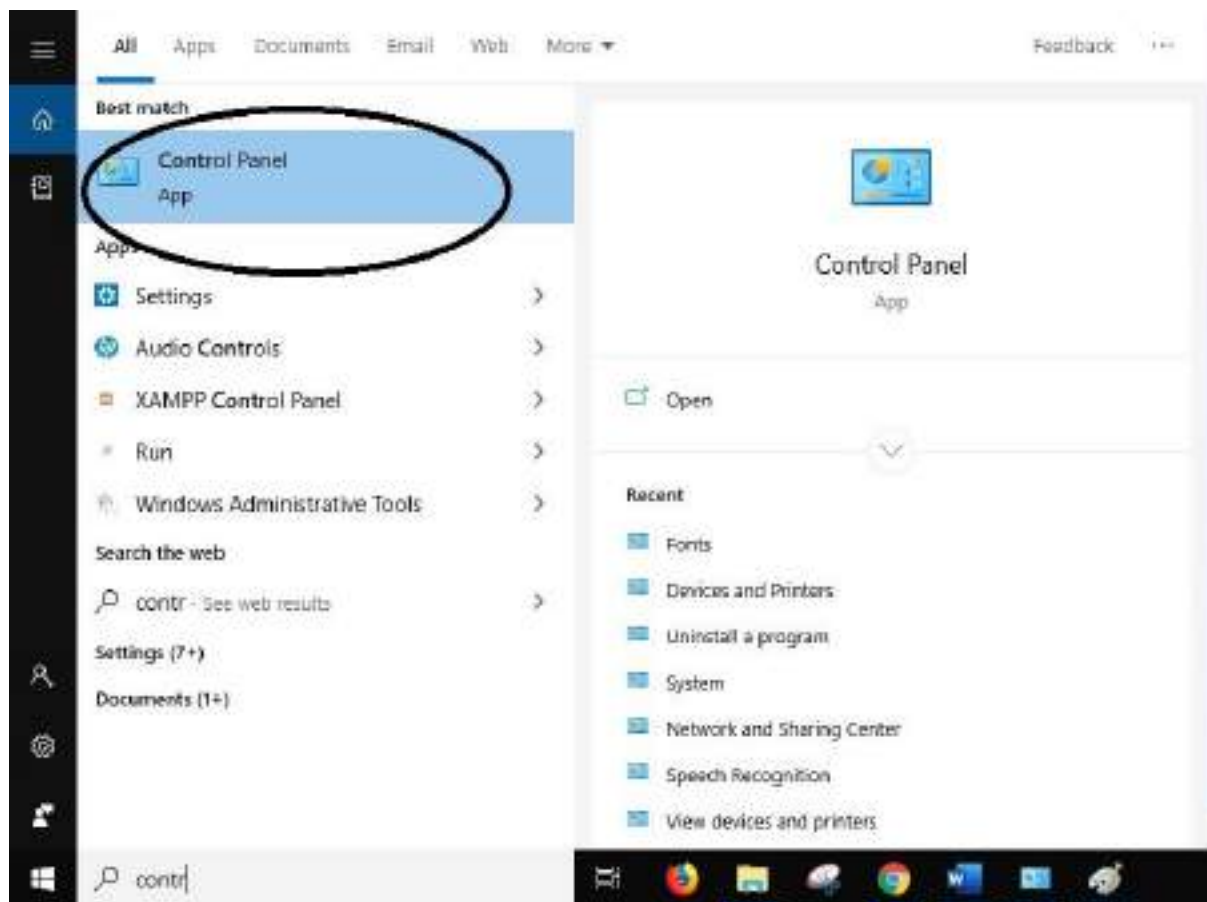 All Apps Documents Email Web More Feedback ...
Best match
Control Panel
App
Apps
Settings
Audio Controls
XAMPP Control Panel
Run
Windows Administrative Tools
Search the web
contr - See web results
Settings (7+)
Documents (1+)
contr
Control Panel
App
Open
Recent
Fonts
Devices and Printers
Uninstall a program
System
Network and Sharing Center
Speech Recognition
View devices and printers